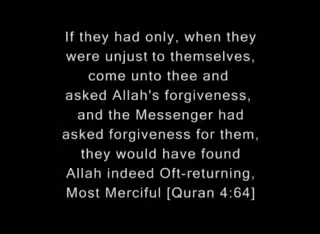 If they had only, when they
were unjust to themselves,
come unto thee and
asked Allah's forgiveness,
and the Messenger had
asked forgiveness for them,
they would have found
Allah indeed Oft-returning,
Most Merciful [Quran 4:64]